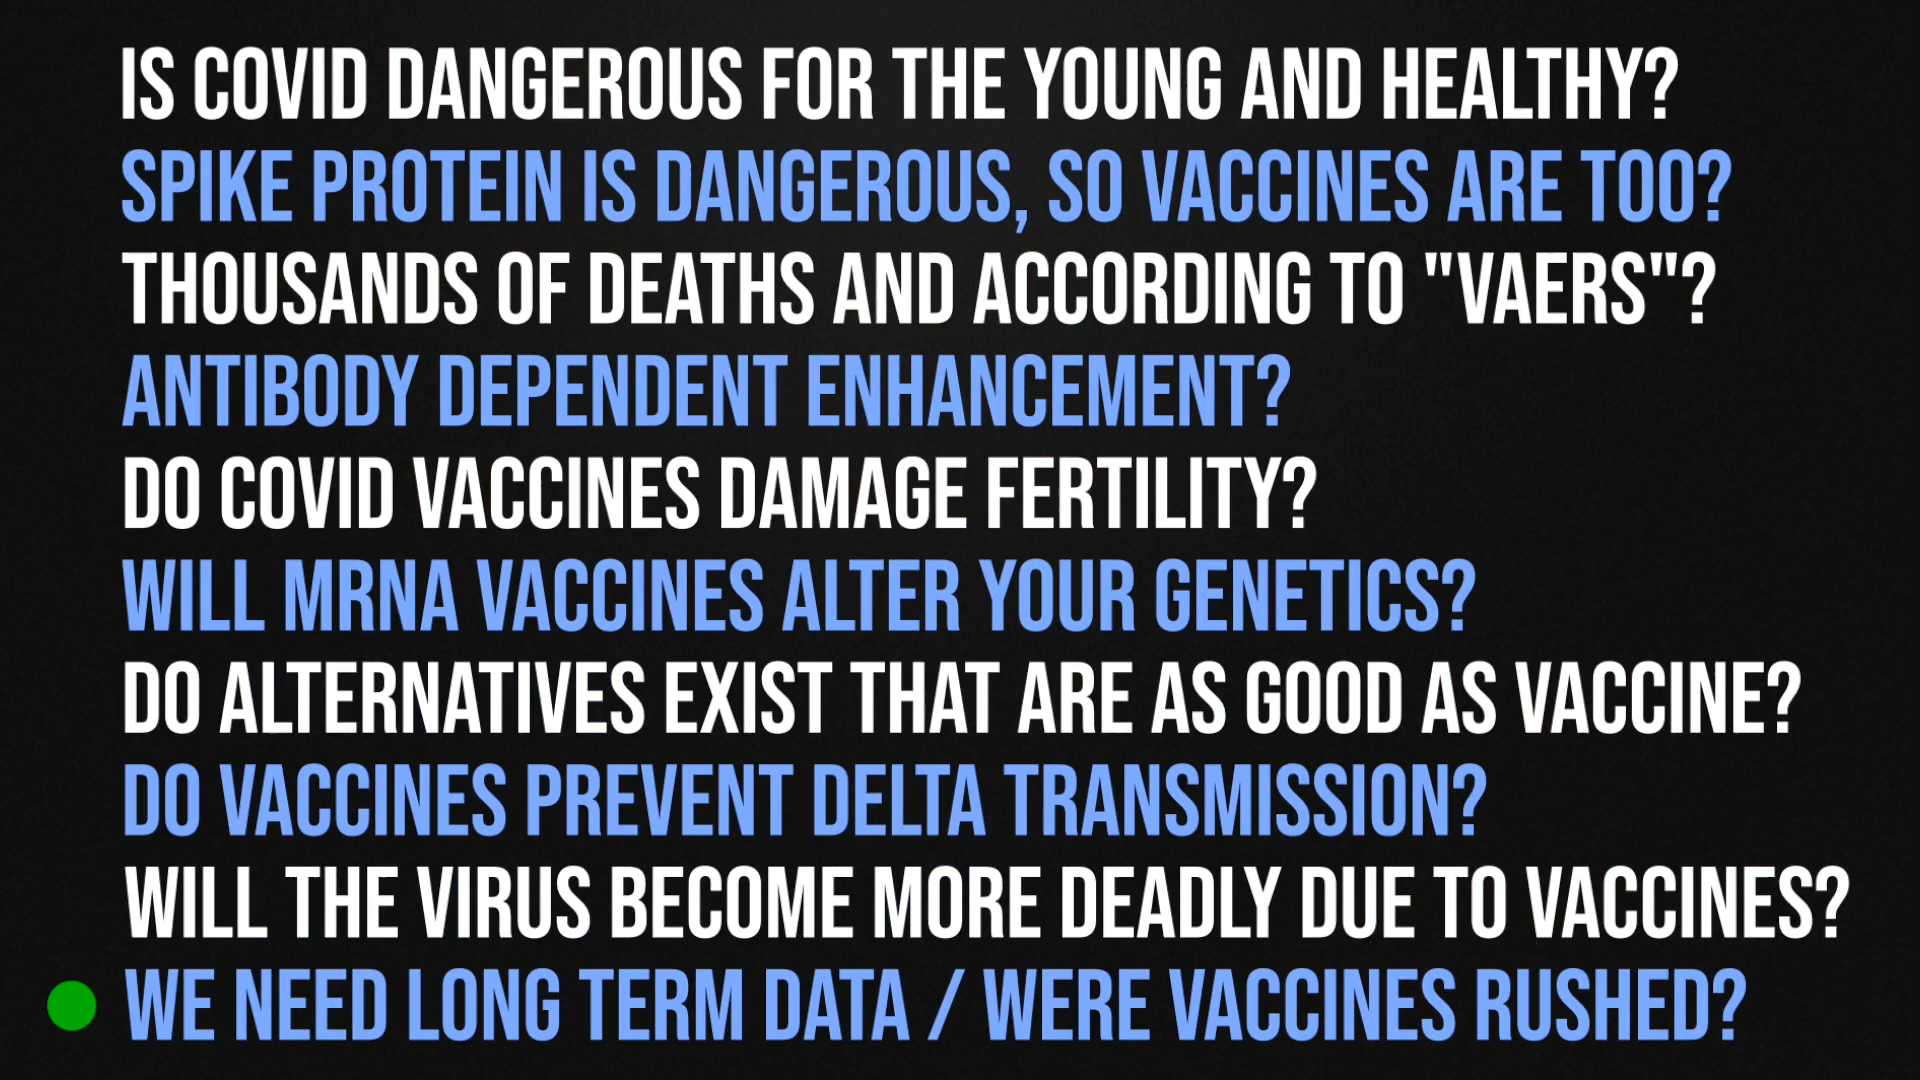 IS COVID DANGEROUS FOR THE YOUNG AND HEALTHY?
SPIKE PROTEIN IS DANGEROUS, SO VACCINES ARE TOO?
THOUSANDS OF DEATHS AND ACCORDING TO "VAERS"?
ANTIBODY DEPENDENT ENHANCEMENT?
DO COVID VACCINES DAMAGE FERTILITY?
WILL MRNA VACCINES ALTER YOUR GENETICS?
DO ALTERNATIVES EXIST THAT ARE AS GOOD AS VACCINE?
DO VACCINES PREVENT DELTA TRANSMISSION?
WILL THE VIRUS BECOME MORE DEADLY DUE TO VACCINES?
WE NEED LONG TERM DATA / WERE VACCINES RUSHED?